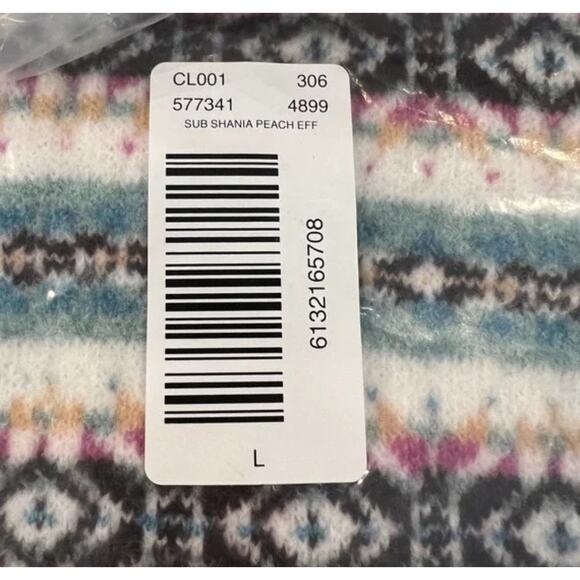 CL001 306
577341 4899
SUB SHANIA PEACH EFF
6132165708
L